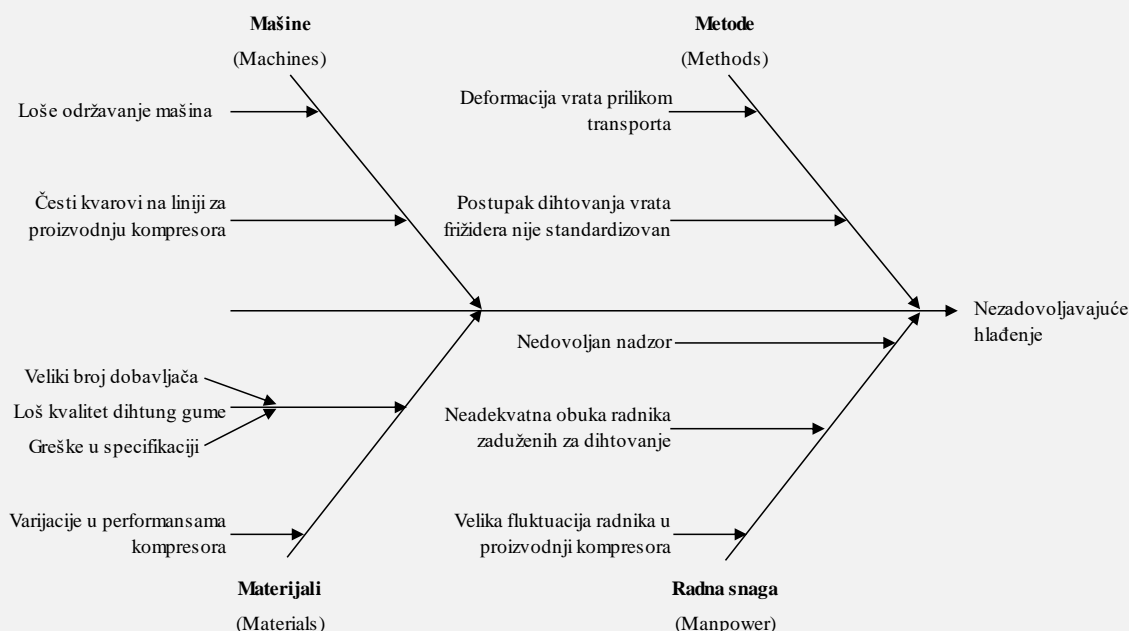 Mašine
(Machines)
Metode
(Methods)
Loše održavanje mašina
Deformacija vrata prilikom
transporta
Česti kvarovi na liniji za
proizvodnju kompresora
Postupak dihtovanja vrata
frižidera nije standardizovan
Nezadovoljavajuće
hlađenje
Nedovoljan nadzor
Veliki broj dobavljača
Loš kvalitet dihtung gume
Greške u specifikaciji
Neadekvatna obuka radnika
zaduženih za dihtovanje
Varijacije u performansama
kompresora
Velika fluktuacija radnika u
proizvodnji kompresora
Materijali
(Materials)
Radna snaga
(Manpower)